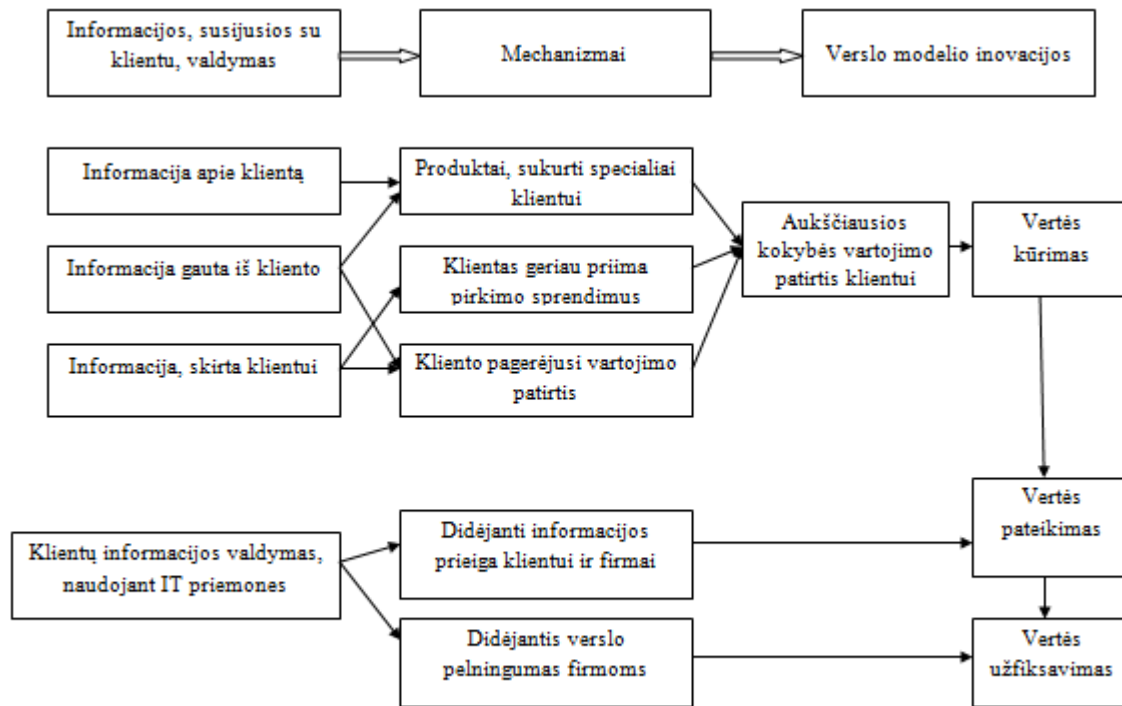 Informacijos, susijusios su
klientu, valdymas
Mechanizmai
Verslo modelio inovacijos
Informacija apie klientą
Produktai, sukurti specialiai
klientui
Informacija gauta iš kliento
Klientas geriau priima
pirkimo sprendimus
Informacija, skirta klientui
Kliento pagerėjusi vartojimo
patirtis
Aukščiausios
kokybės vartojimo
patirtis klientui
Vertės
kūrimas
Klientų informacijos valdymas,
naudojant IT priemones
Didėjanti informacijos
prieiga klientui ir firmai
Vertės
pateikimas
Didėjantis verslo
pelningumas firmoms
Vertės
užfiksavimas